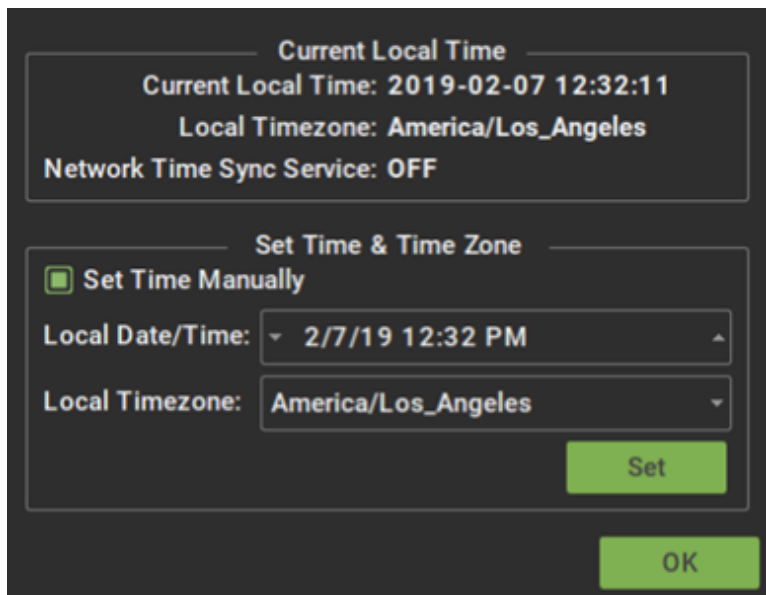 Current Local Time
Current Local Time: 2019-02-07 12:32:11
Local Timezone: America/Los_Angeles
Network Time Sync Service: OFF
Set Time & Time Zone
Set Time Manually
Local Date/Time: 2/7/19 12:32 PM
Local Timezone: America/Los_Angeles
Set
OK